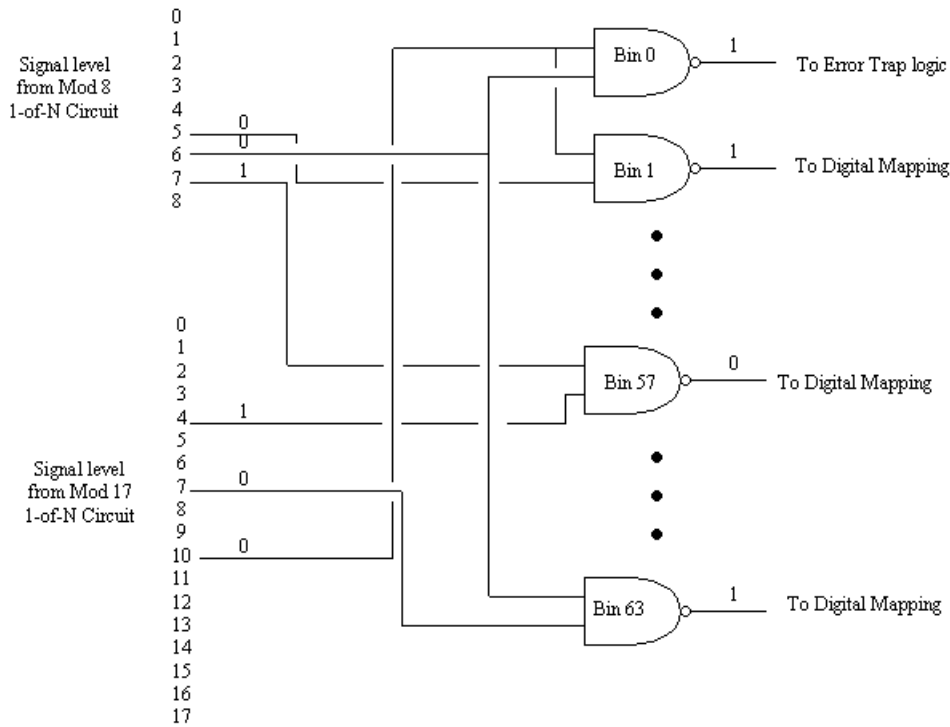 0
1
2
3
4
5
6
7
8
Signal level
from Mod 8
1-of-N Circuit
0
0
1
Bin 0
1
To Error Trap logic
Bin 1
1
To Digital Mapping
0
1
2
3
4
5
6
7
8
9
10
11
12
13
14
15
16
17
Signal level
from Mod 17
1-of-N Circuit
1
0
0
Bin 57
0
To Digital Mapping
Bin 63
1
To Digital Mapping